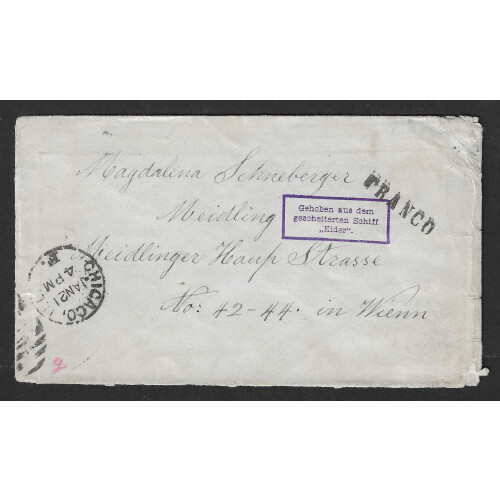 Magdalena Schneberger
FRANCO
Meidling
Gehoben aus dem
gescheiterten Schiff
„Eider".
Meidlinger Haup Strasse
No: 42-44. in Wienn
CHICAGO,
JAN 21
4 PM
g